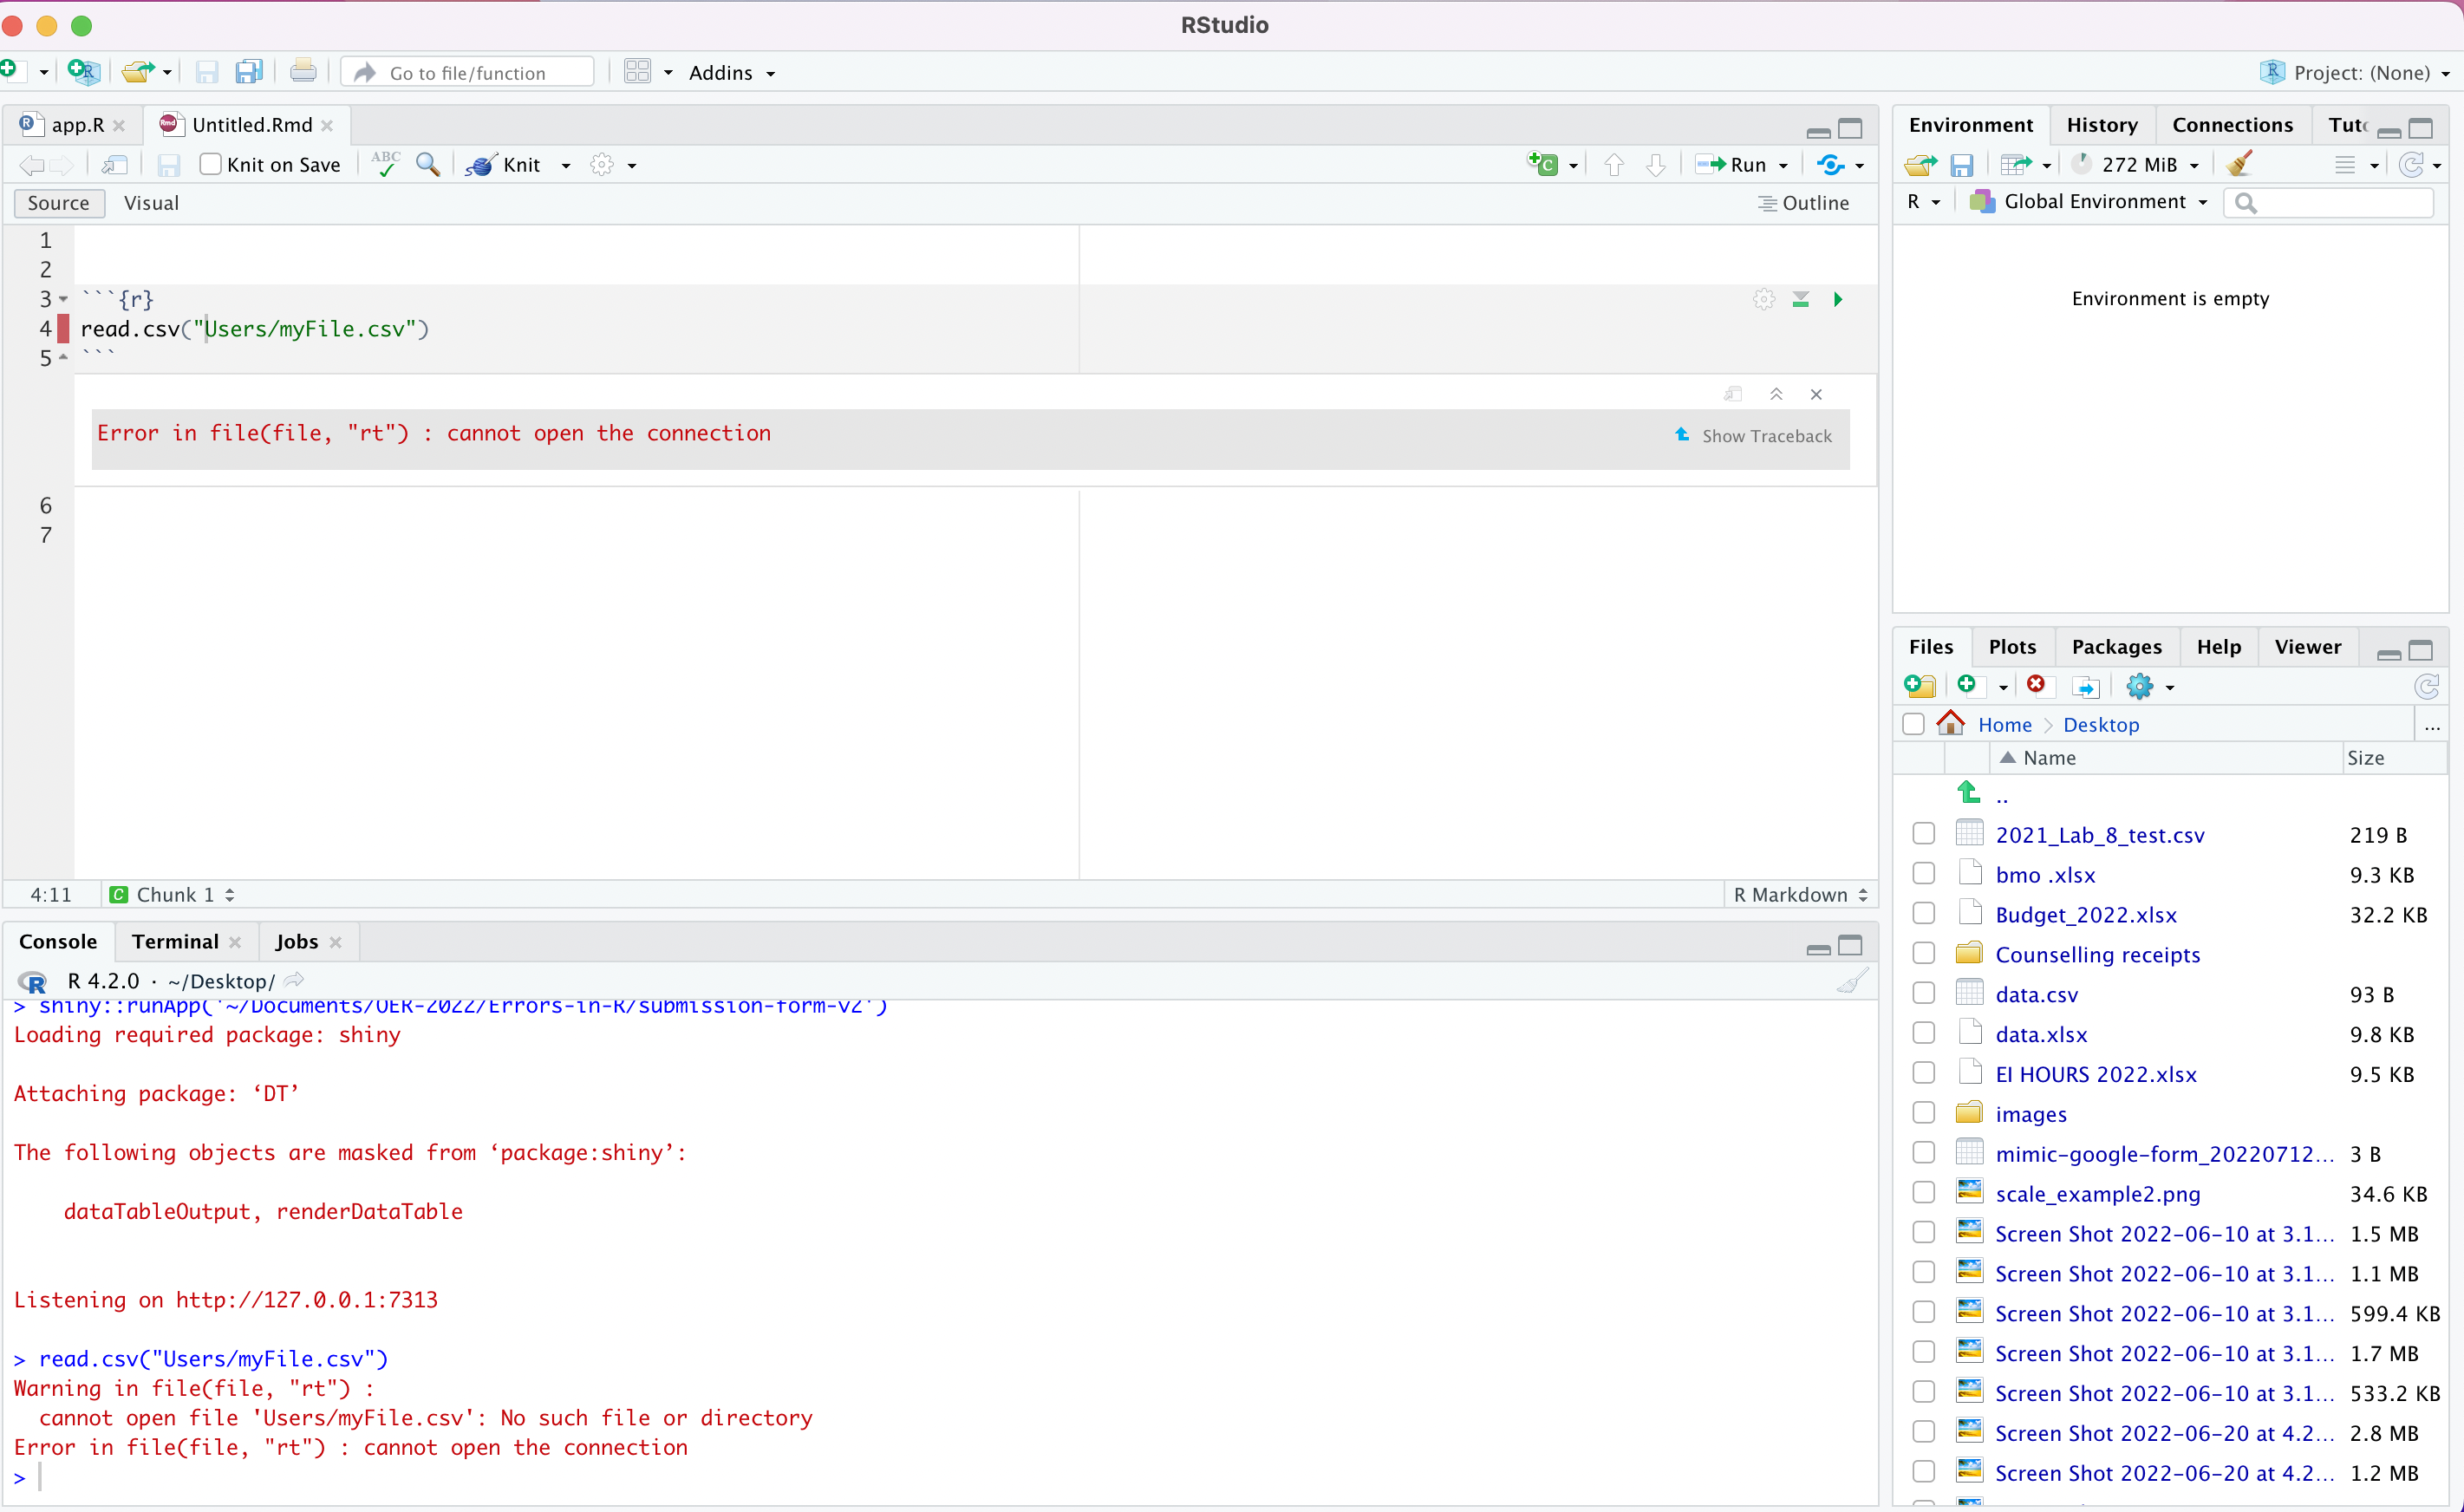 RStudio
Go to file/function
Addins
Project: (None)
app.R
Untitled.Rmd
Knit on Save
ABC
Knit
Run
Source
Visual
Outline
1
2
3 ```{r}
4 read.csv("Users/myFile.csv")
5 ```
Error in file(file, "rt") : cannot open the connection
Show Traceback
6
7
4:11
C Chunk 1
R Markdown
Console
Terminal
Jobs
R 4.2.0 · ~/Desktop/
> shiny::runApp('~/Documents/OER-2022/Errors-in-R/submission-form-v2')
Loading required package: shiny
Attaching package: ‘DT’
The following objects are masked from ‘package:shiny’:
dataTableOutput, renderDataTable
Listening on http://127.0.0.1:7313
> read.csv("Users/myFile.csv")
Warning in file(file, "rt") :
cannot open file 'Users/myFile.csv': No such file or directory
Error in file(file, "rt") : cannot open the connection
>
Environment
History
Connections
272 MiB
R
Global Environment
Environment is empty
Files
Plots
Packages
Help
Viewer
Home
Desktop
...
Name
Size
..
2021_Lab_8_test.csv 219 B
bmo .xlsx 9.3 KB
Budget_2022.xlsx 32.2 KB
Counselling receipts
data.csv 93 B
data.xlsx 9.8 KB
EI HOURS 2022.xlsx 9.5 KB
images
mimic-google-form_20220712... 3 B
scale_example2.png 34.6 KB
Screen Shot 2022-06-10 at 3.1... 1.5 MB
Screen Shot 2022-06-10 at 3.1... 1.1 MB
Screen Shot 2022-06-10 at 3.1... 599.4 KB
Screen Shot 2022-06-10 at 3.1... 1.7 MB
Screen Shot 2022-06-10 at 3.1... 533.2 KB
Screen Shot 2022-06-20 at 4.2... 2.8 MB
Screen Shot 2022-06-20 at 4.2... 1.2 MB